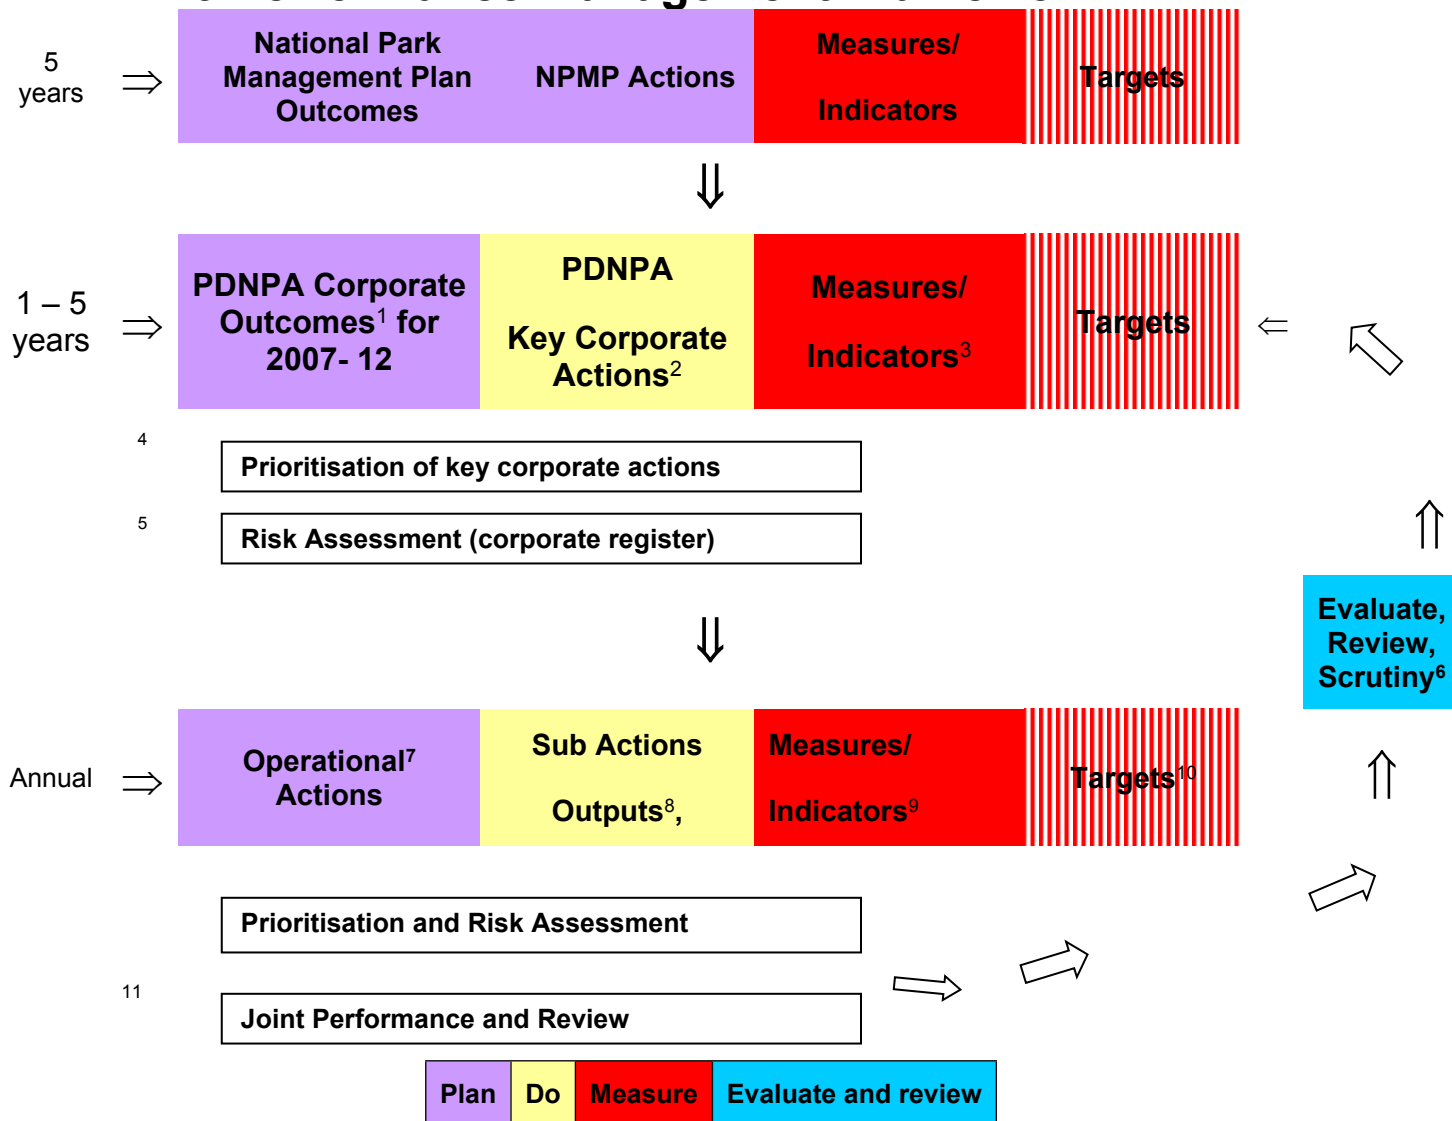 5
years
National Park
Management Plan
Outcomes
NPMP Actions
Measures/
Indicators
Targets
1 – 5
years
PDNPA Corporate
Outcomes1 for
2007- 12
PDNPA
Key Corporate
Actions2
Measures/
Indicators3
Targets
4
Prioritisation of key corporate actions
5
Risk Assessment (corporate register)
Evaluate,
Review,
Scrutiny6
Annual
Operational7
Actions
Sub Actions
Outputs8,
Measures/
Indicators9
Targets10
Prioritisation and Risk Assessment
11
Joint Performance and Review
Plan Do Measure Evaluate and review